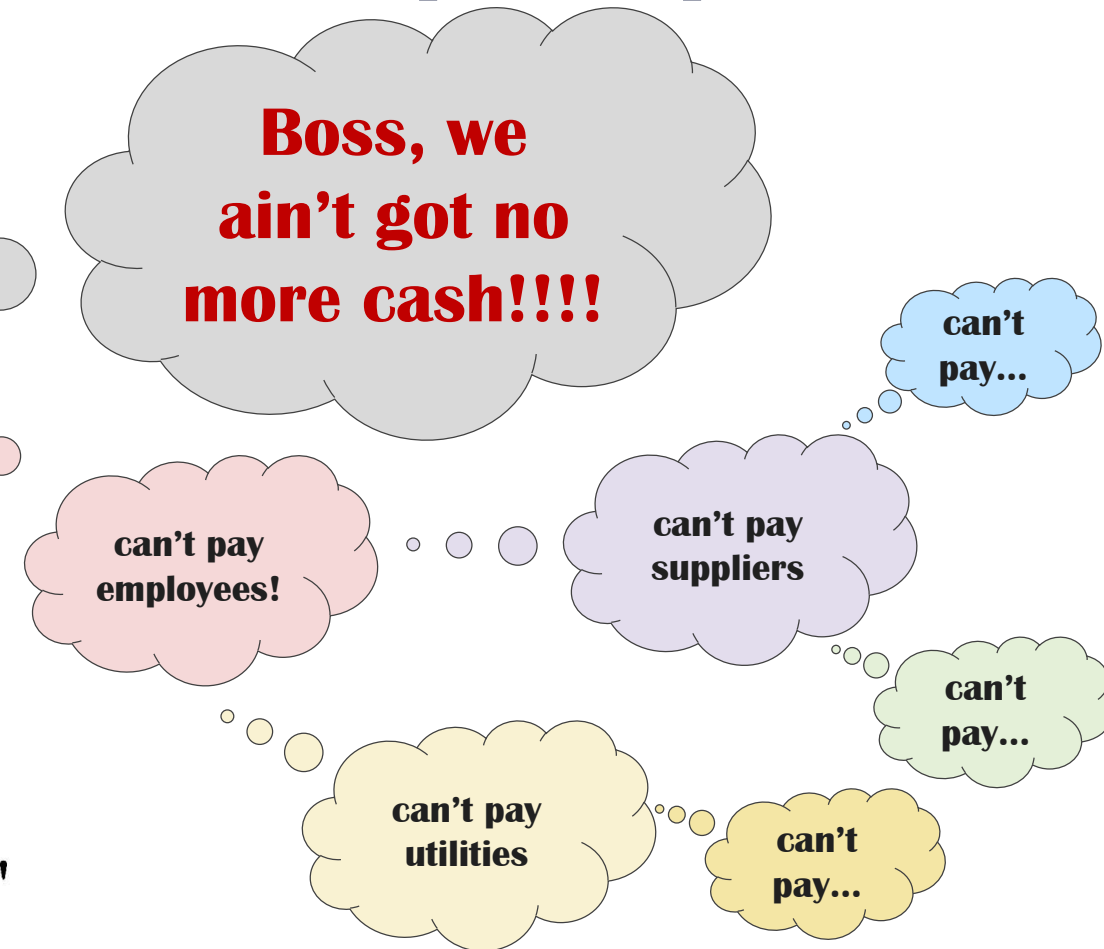 Boss, we
ain’t got no
more cash!!!!
can’t
pay...
can’t pay
employees!
can’t pay
suppliers
can’t
pay...
can’t pay
utilities
can’t
pay...